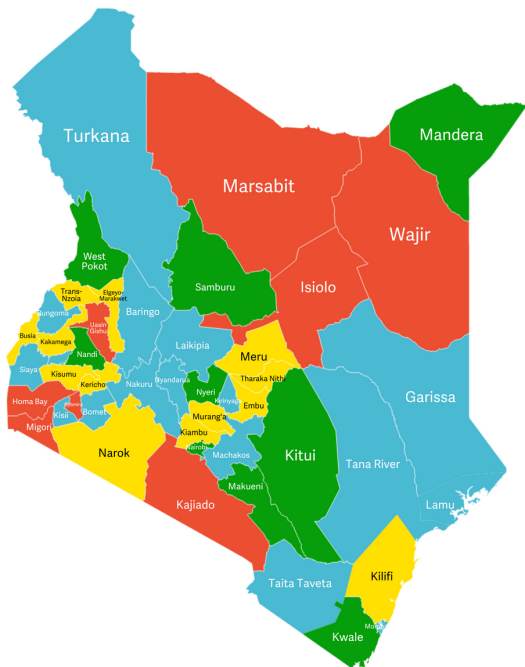 Turkana
Mandera
Marsabit
Wajir
West
Pokot
Isiolo
Samburu
Trans-
Nzoia
Elgeyo-
Marakwet
Baringo
Bungoma
Uasin
Gishu
Busia
Kakamega
Laikipia
Nandi
Meru
Siaya
Kisumu
Tharaka Nithi
Kericho
Nakuru
Nyandarua
Nyeri
Garissa
Homa Bay
Kirinyaga
Embu
Kisii
Bomet
Murang'a
Migori
Kiambu
Narok
Nairobi
Machakos
Kitui
Tana River
Makueni
Kajiado
Lamu
Kilifi
Taita Taveta
Kwale